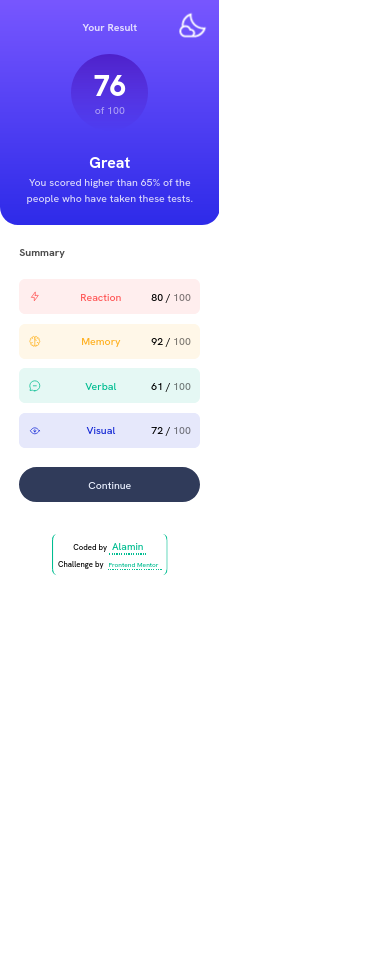 Your Result
76
of 100
Great
You scored higher than 65% of the
people who have taken these tests.
Summary
Reaction 80 / 100
Memory 92 / 100
Verbal 61 / 100
Visual 72 / 100
Continue
Coded by Alamin
Challenge by Frontend Mentor